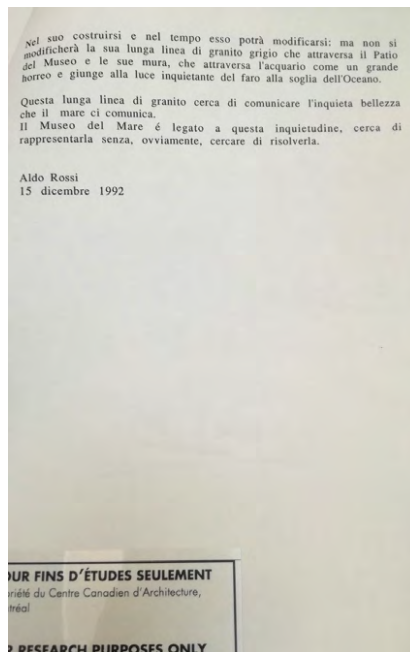 Nel suo costruirsi e nel tempo esso potrà modificarsi: ma non si
modificherà la sua lunga linea di granito grigio che attraversa il Patio
del Museo e le sue mura, che attraversa l'acquario come un grande
horreo e giunge alla luce inquietante del faro alla soglia dell'Oceano.
Questa lunga linea di granito cerca di comunicare l'inquieta bellezza
che il mare ci comunica.
Il Museo del Mare é legato a questa inquietudine, cerca di
rappresentarla senza, ovviamente, cercare di risolverla.
Aldo Rossi
15 dicembre 1992
UR FINS D'ÉTUDES SEULEMENT
riété du Centre Canadien d'Architecture,
tréal
RESEARCH PURPOSES ONLY